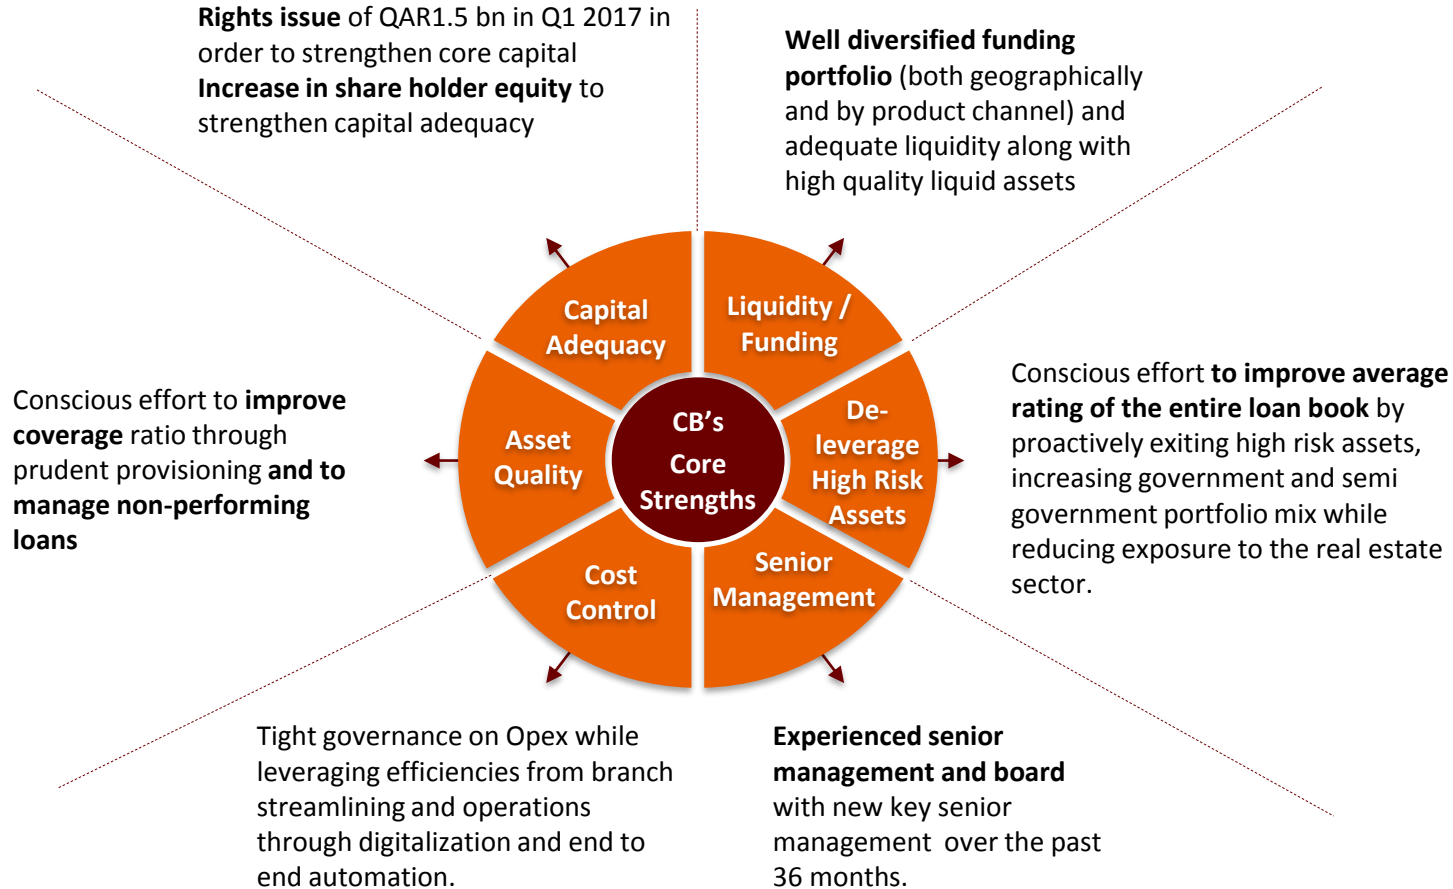 Rights issue of QAR1.5 bn in Q1 2017 in
order to strengthen core capital
Increase in share holder equity to
strengthen capital adequacy
Well diversified funding
portfolio (both geographically
and by product channel) and
adequate liquidity along with
high quality liquid assets
Capital
Adequacy
Liquidity /
Funding
Conscious effort to improve
coverage ratio through
prudent provisioning and to
manage non-performing
loans
Asset
Quality
CB's
Core
Strengths
De-
leverage
High Risk
Assets
Conscious effort to improve average
rating of the entire loan book by
proactively exiting high risk assets,
increasing government and semi
government portfolio mix while
reducing exposure to the real estate
sector.
Cost
Control
Senior
Management
Tight governance on Opex while
leveraging efficiencies from branch
streamlining and operations
through digitalization and end to
end automation.
Experienced senior
management and board
with new key senior
management  over the past
36 months.